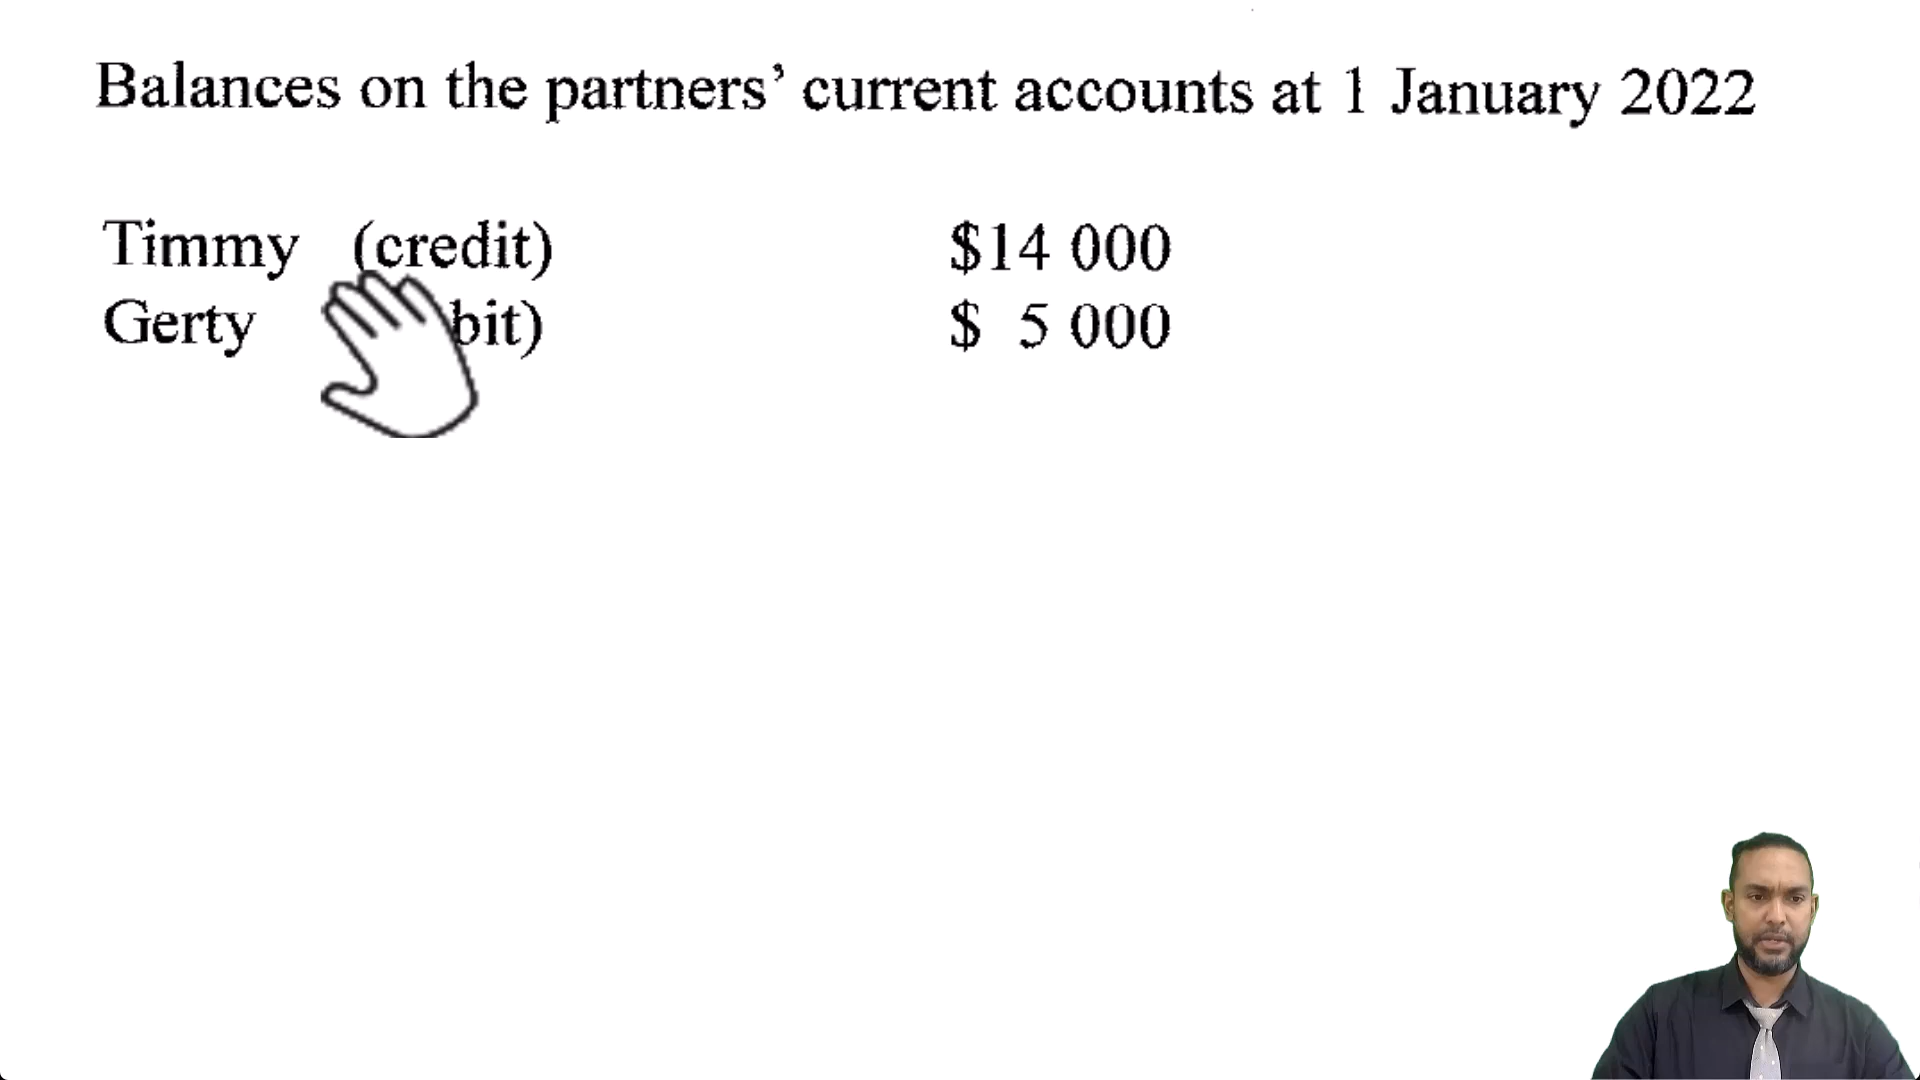 Balances on the partners’ current accounts at 1 January 2022
Timmy (credit) $14 000
Gerty bit) $ 5 000